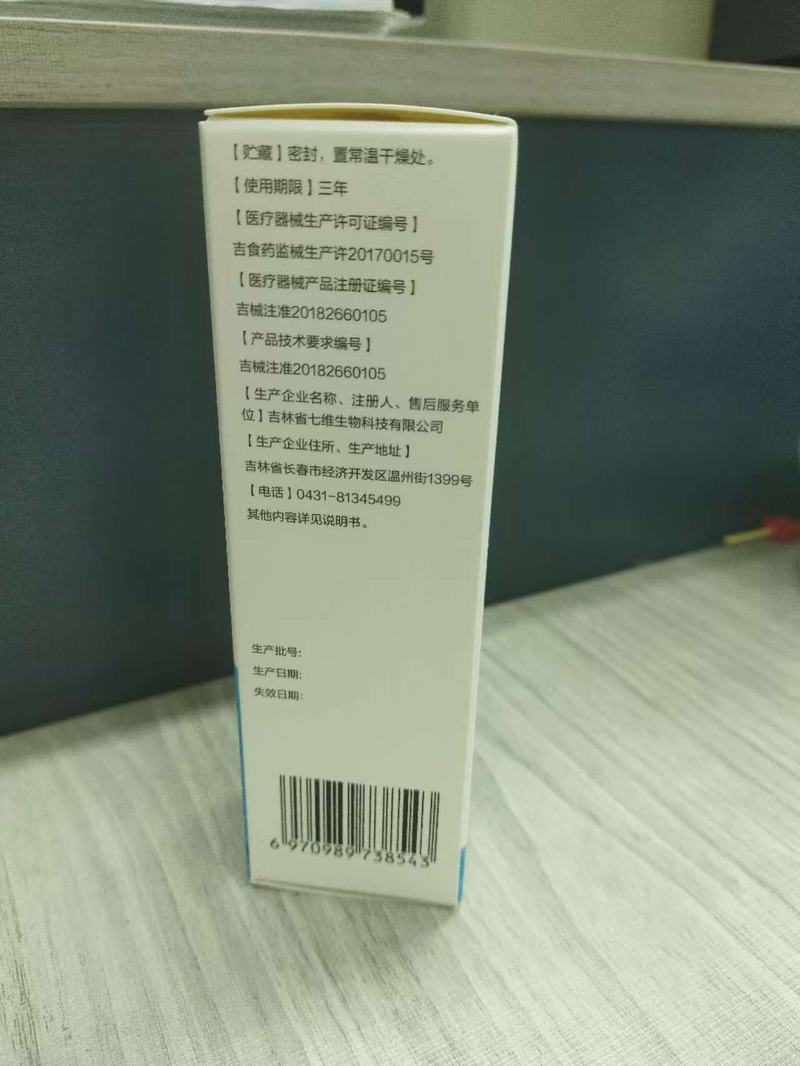 【贮藏】密封，置常温干燥处。
【使用期限】三年
【医疗器械生产许可证编号】
吉食药监械生产许20170015号
【医疗器械产品注册证编号】
吉械注准20182660105
【产品技术要求编号】
吉械注准20182660105
【生产企业名称、注册人、售后服务单
位】吉林省七维生物科技有限公司
【生产企业住所、生产地址】
吉林省长春市经济开发区温州街1399号
【电话】0431-81345499
其他内容详见说明书。
生产批号:
生产日期:
失效日期:
6 970989 738543